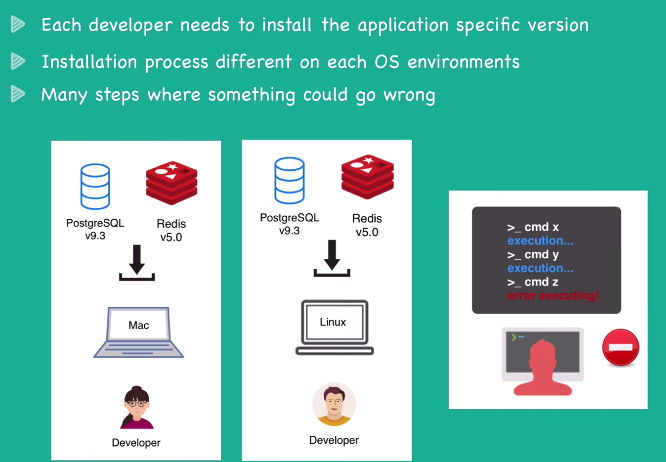 Each developer needs to install the application specific version
Installation process different on each OS environments
Many steps where something could go wrong
PostgreSQL
v9.3
Redis
v5.0
Mac
Developer
PostgreSQL
v9.3
Redis
v5.0
Linux
Developer
>_ cmd x
execution...
>_ cmd y
execution...
>_ cmd z
error executing!
>-